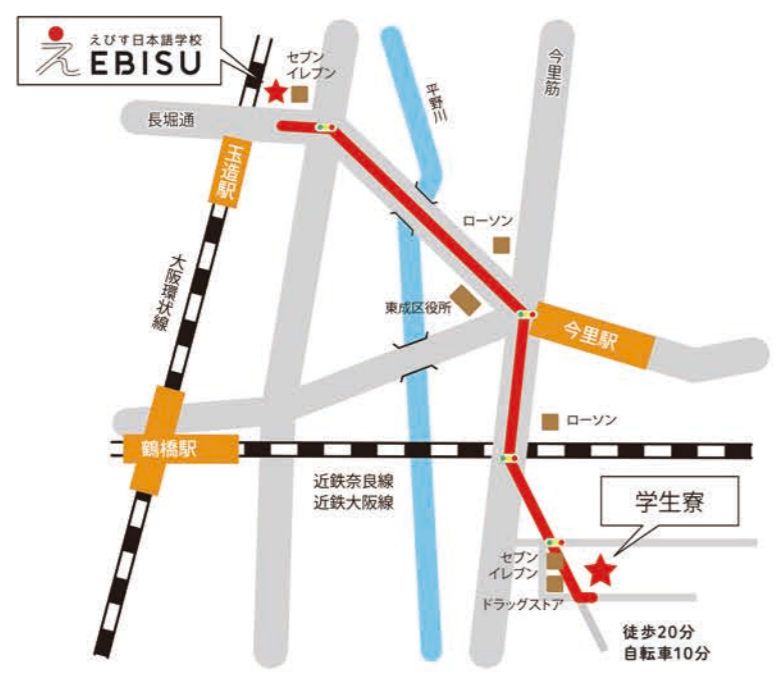 えびす日本語学校
え EBISU
セブン
イレブン
今里筋
平野川
長堀通
玉造駅
ローソン
大阪環状線
東成区役所
今里駅
ローソン
鶴橋駅
近鉄奈良線
近鉄大阪線
学生寮
セブン
イレブン
ドラッグストア
徒歩20分
自転車10分